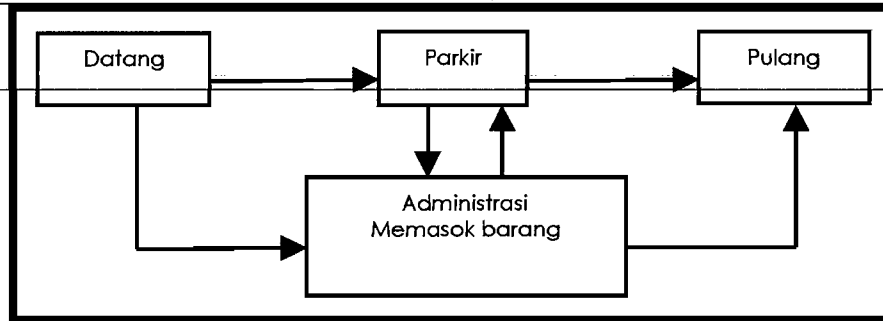 Datang
Parkir
Pulang
Administrasi
Memasok barang